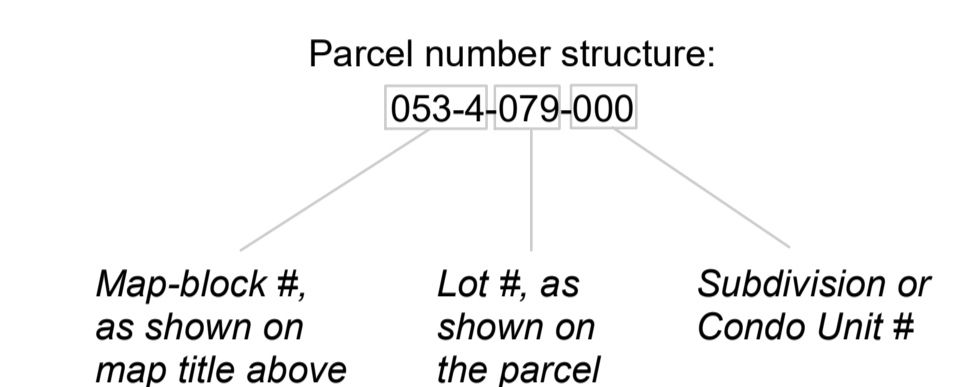 Parcel number structure:
053-4-079-000
Map-block #,
as shown on
map title above
Lot #, as
shown on
the parcel
Subdivision or
Condo Unit #